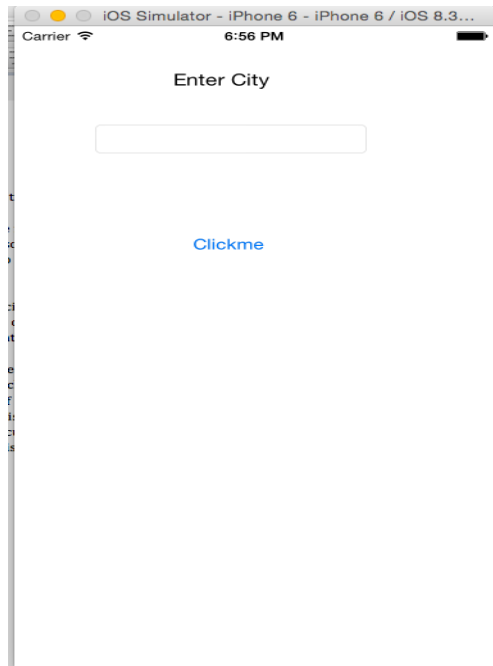 iOS Simulator - iPhone 6 - iPhone 6 / iOS 8.3...
Carrier 6:56 PM
Enter City
Clickme